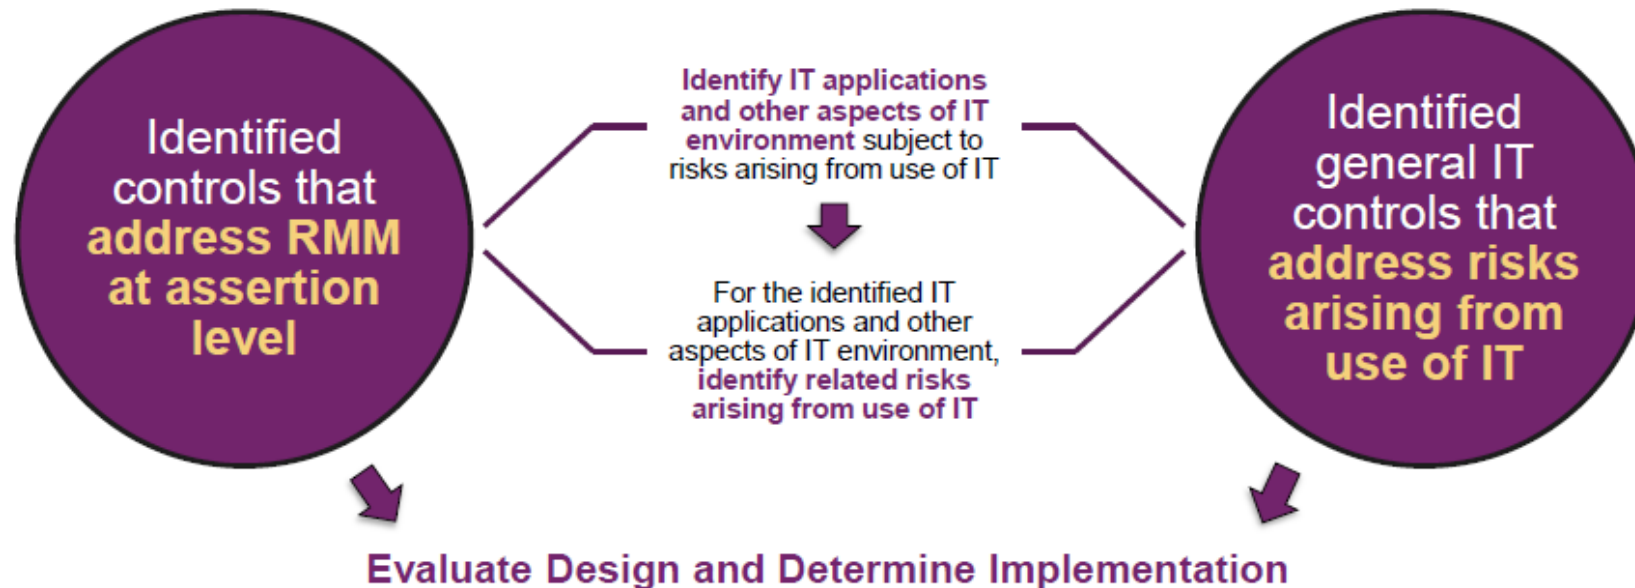 Identified
controls that
address RMM
at assertion
level
Identify IT applications
and other aspects of IT
environment subject to
risks arising from use of IT
For the identified IT
applications and other
aspects of IT environment,
identify related risks
arising from use of IT
Identified
general IT
controls that
address risks
arising from
use of IT
Evaluate Design and Determine Implementation